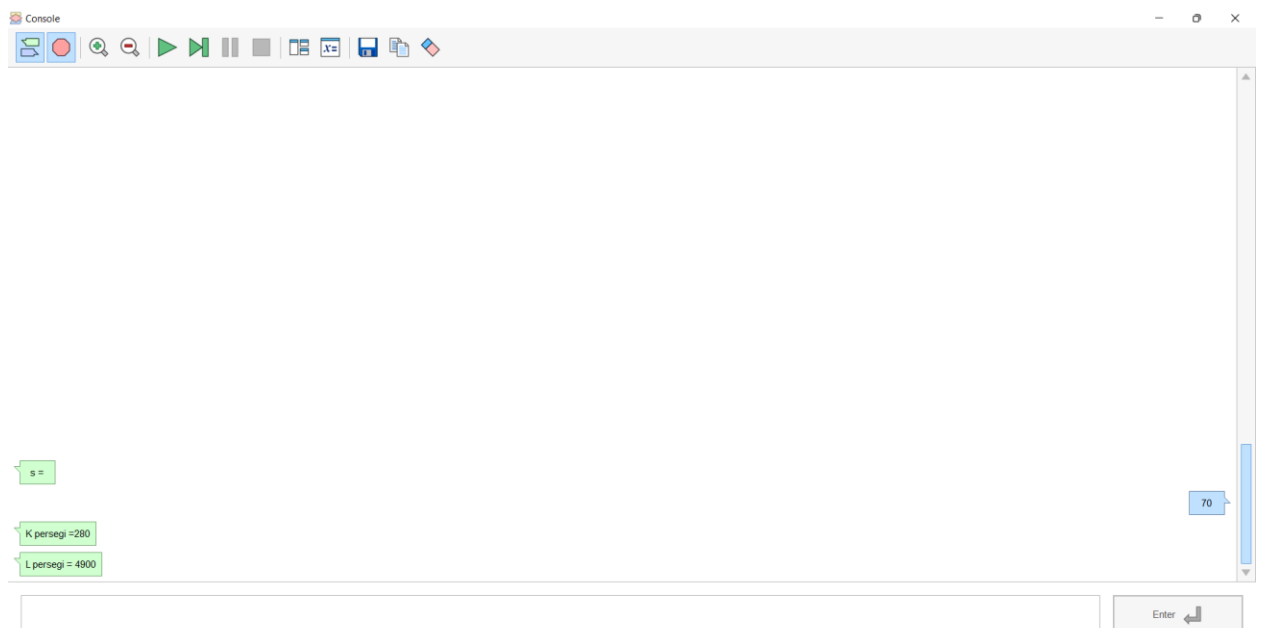 Console
x=
s =
70
K persegi =280
L persegi = 4900
Enter